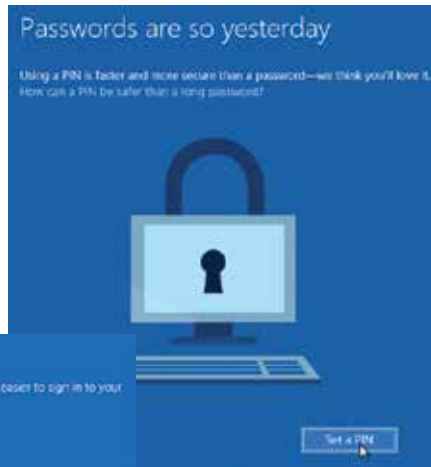 Passwords are so yesterday
Using a PIN is faster and more secure than a password—we think you'll love it.
How can a PIN be safer than a long password?
easier to sign in to your
Set a PIN